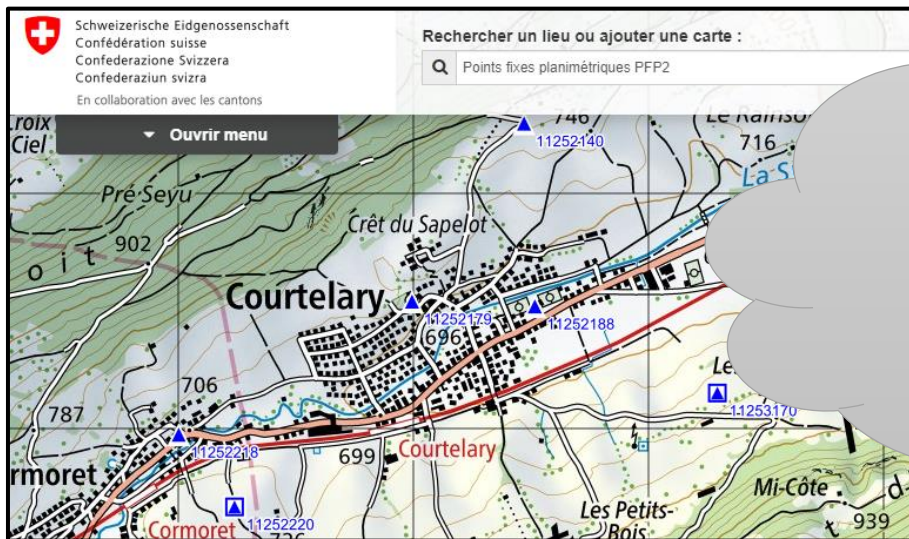 Schweizerische Eidgenossenschaft
Confédération suisse
Confederazione Svizzera
Confederaziun svizra
En collaboration avec les cantons
Rechercher un lieu ou ajouter une carte :
Points fixes planimétriques PFP2
Ouvrir menu
Croix
Ciel
746
11252140
Le Rainso
716
La S
Pré Seyu
902
Crêt du Sapelot
o i t
Courtelary
11252179
696
11252188
706
787
Le
11253170
11252218
699
Courtelary
rmoret
11252220
Cormoret
Les Petits-
Bois
Mi-Côte
939